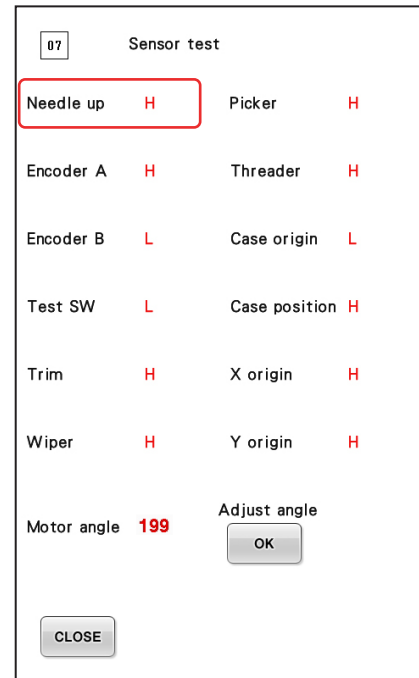 07 Sensor test
Needle up H Picker H
Encoder A H Threader H
Encoder B L Case origin L
Test SW L Case position H
Trim H X origin H
Wiper H Y origin H
Adjust angle
Motor angle 199 OK
CLOSE